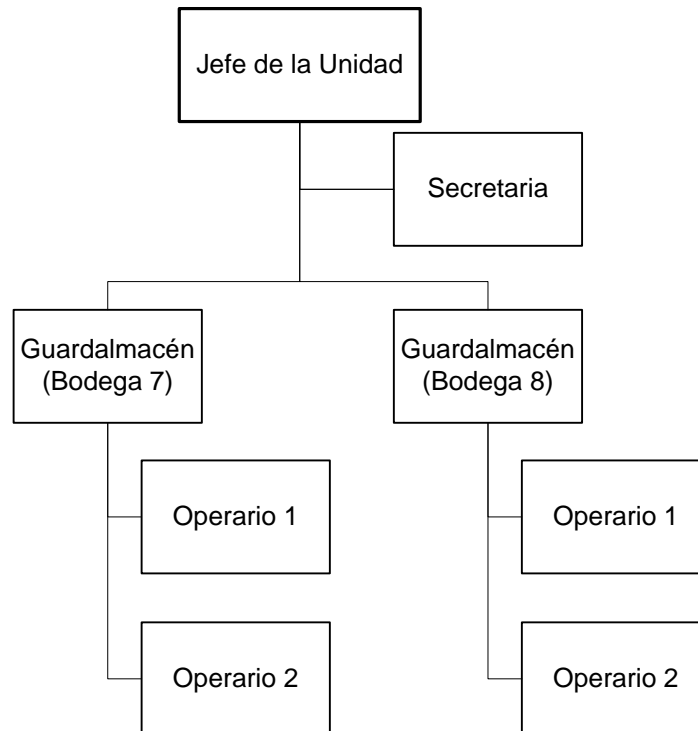 Jefe de la Unidad
Secretaria
Guardalmacén
(Bodega 7)
Guardalmacén
(Bodega 8)
Operario 1
Operario 1
Operario 2
Operario 2